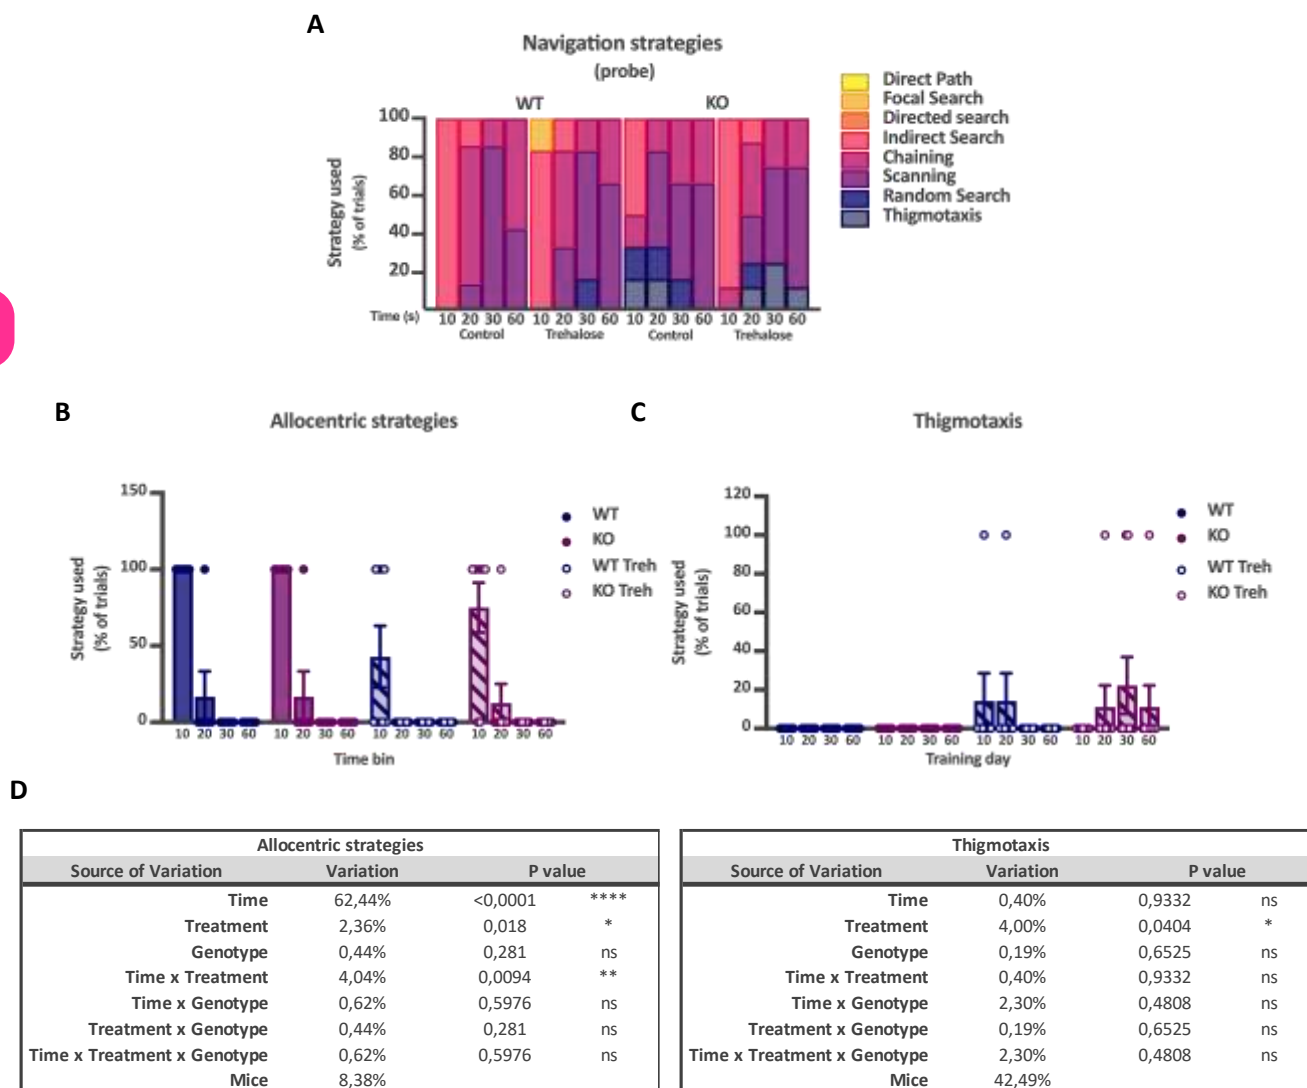 A
Navigation strategies
(probe)
WT KO
Direct Path
Focal Search
Directed search
Indirect Search
Chaining
Scanning
Random Search
Thigmotaxis
Strategy used
(% of trials)
100
80
60
40
20
Time (s) 10 20 30 60 10 20 30 60 10 20 30 60 10 20 30 60
Control Trehalose Control Trehalose
B
Allocentric strategies
Strategy used
(% of trials)
150
100
50
0
10 20 30 60 10 20 30 60 10 20 30 60 10 20 30 60
Time bin
WT
KO
WT Treh
KO Treh
C
Thigmotaxis
Strategy used
(% of trials)
120
100
80
60
40
20
0
10 20 30 60 10 20 30 60 10 20 30 60 10 20 30 60
Training day
WT
KO
WT Treh
KO Treh
D
Allocentric strategies
Source of Variation Variation P value
Time 62,44% <0,0001 ****
Treatment 2,36% 0,018 *
Genotype 0,44% 0,281 ns
Time x Treatment 4,04% 0,0094 **
Time x Genotype 0,62% 0,5976 ns
Treatment x Genotype 0,44% 0,281 ns
Time x Treatment x Genotype 0,62% 0,5976 ns
Mice 8,38%
Thigmotaxis
Source of Variation Variation P value
Time 0,40% 0,9332 ns
Treatment 4,00% 0,0404 *
Genotype 0,19% 0,6525 ns
Time x Treatment 0,40% 0,9332 ns
Time x Genotype 2,30% 0,4808 ns
Treatment x Genotype 0,19% 0,6525 ns
Time x Treatment x Genotype 2,30% 0,4808 ns
Mice 42,49%